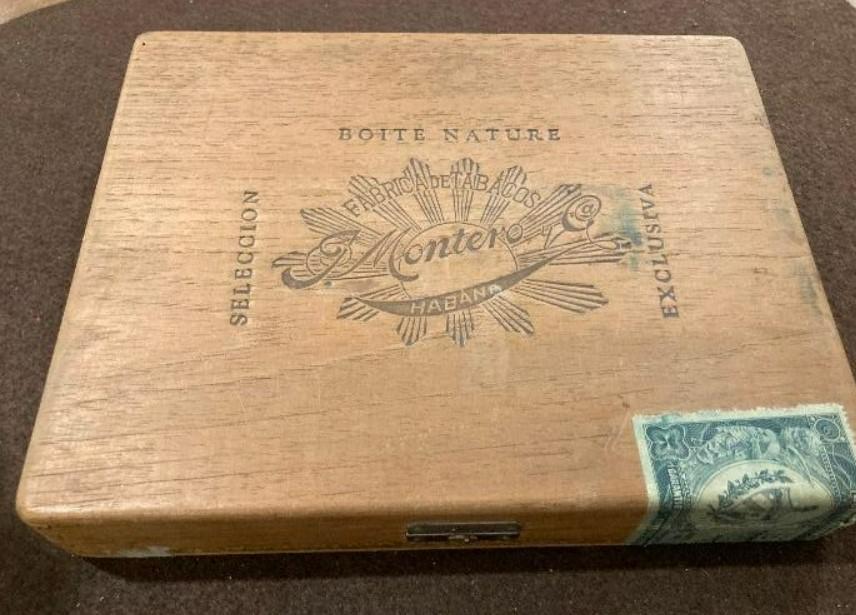 BOITE NATURE
SELECCION
FABRICA DE TABACOS
J Montero y Ca
HABANA
EXCLUSIVA